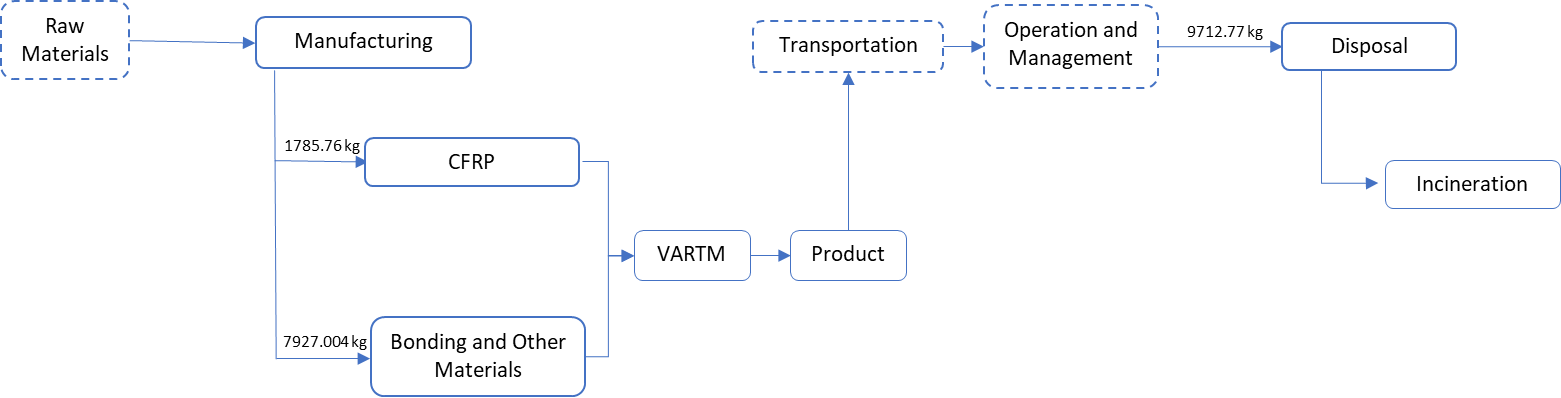 Raw
Materials
Manufacturing
1785.76 kg
CFRP
7927.004 kg
Bonding and Other
Materials
VARTM
Product
Transportation
Operation and
Management
9712.77 kg
Disposal
Incineration